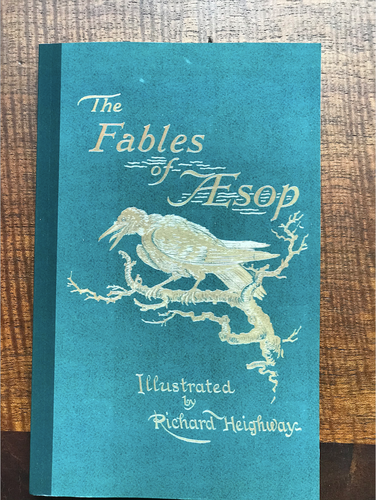 The
Fables
of
ÆSOP
Illustrated
by
Richard Heighway